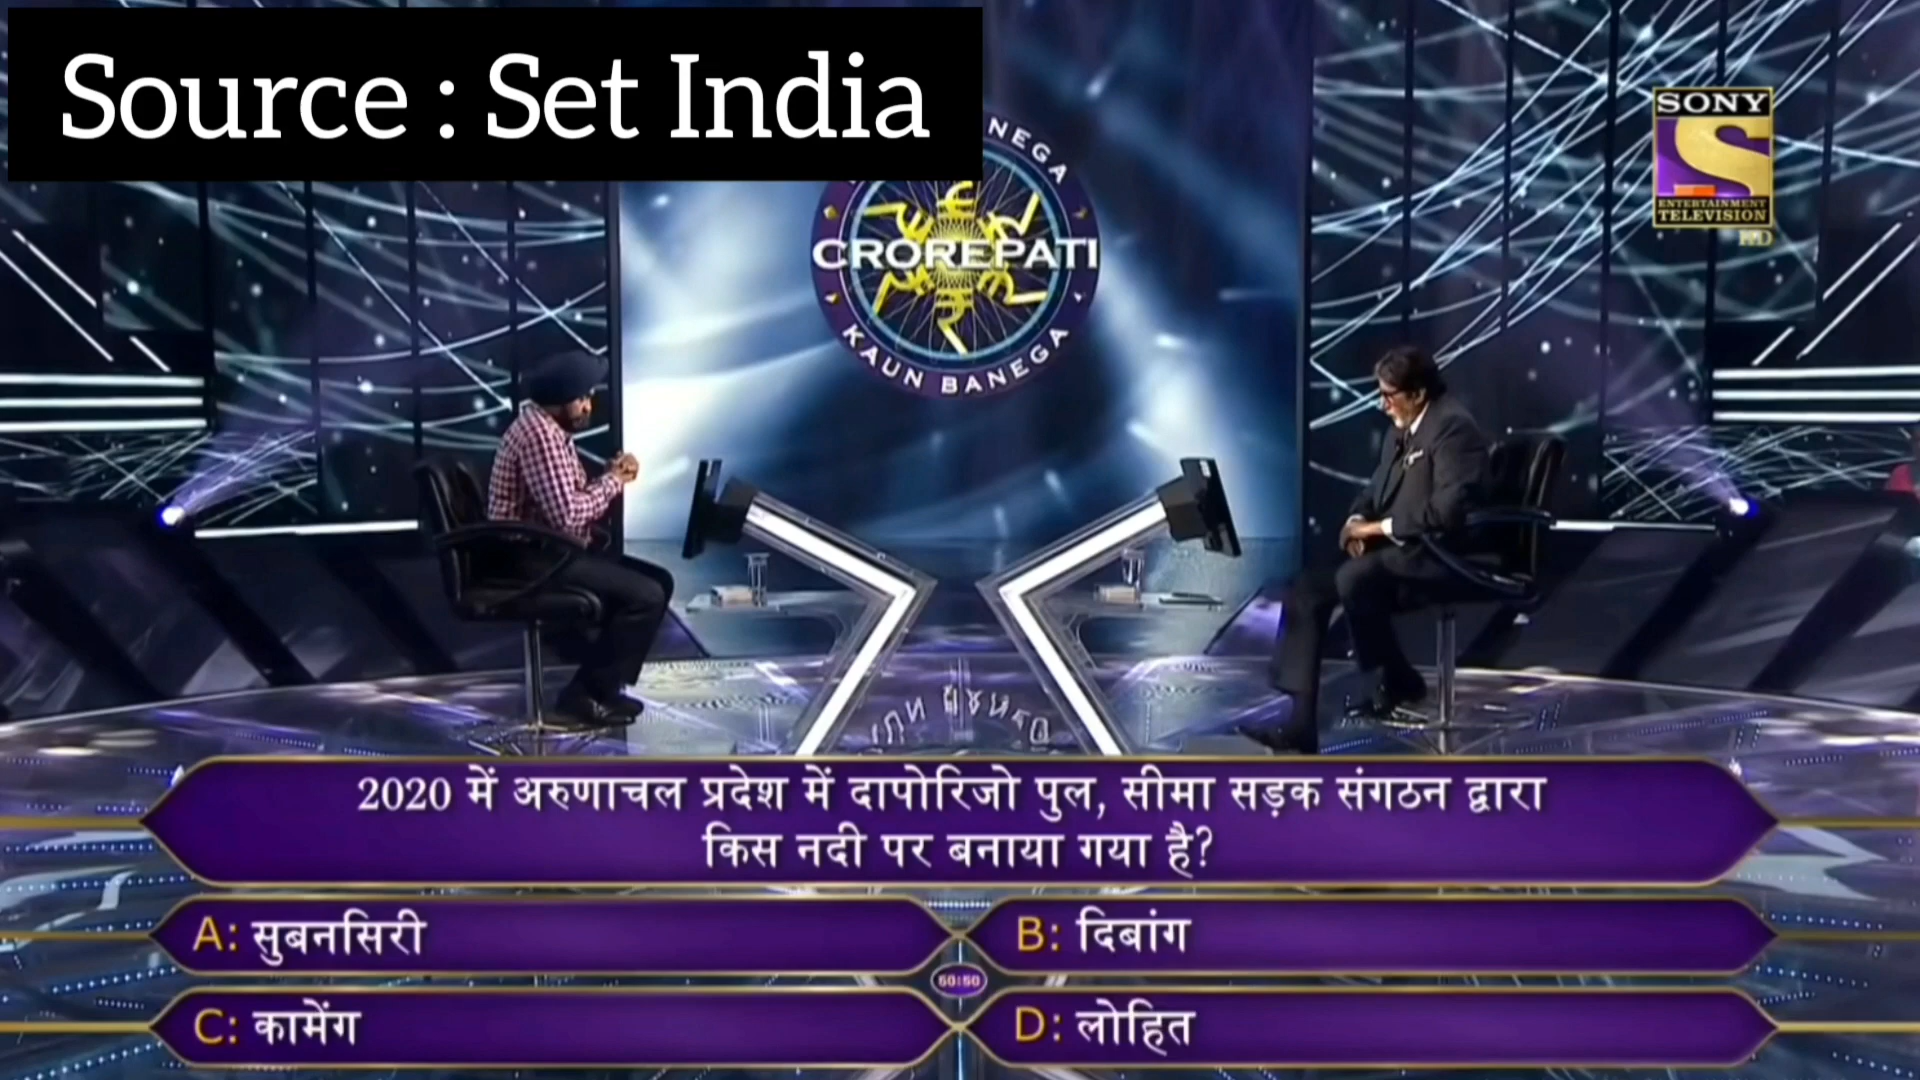 Source : Set India
SONY
ENTERTAINMENT
TELEVISION
HD
NEGA
CROREPATI
KAUN BANEGA
2020 में अरुणाचल प्रदेश में दापोरिजो पुल, सीमा सड़क संगठन द्वारा
किस नदी पर बनाया गया है?
A: सुबनसिरी
B: दिबांग
50:50
C: कामेंग
D: लोहित